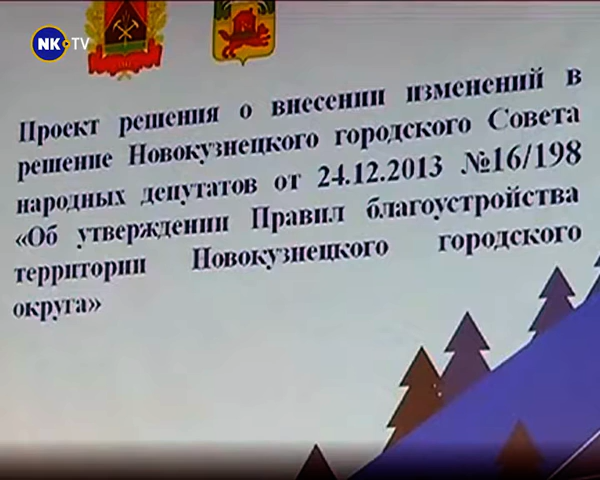 NK TV
Проект решения о внесении изменений в
решение Новокузнецкого городского Совета
народных депутатов от 24.12.2013 №16/198
«Об утверждении Правил благоустройства
территории Новокузнецкого городского
округа»